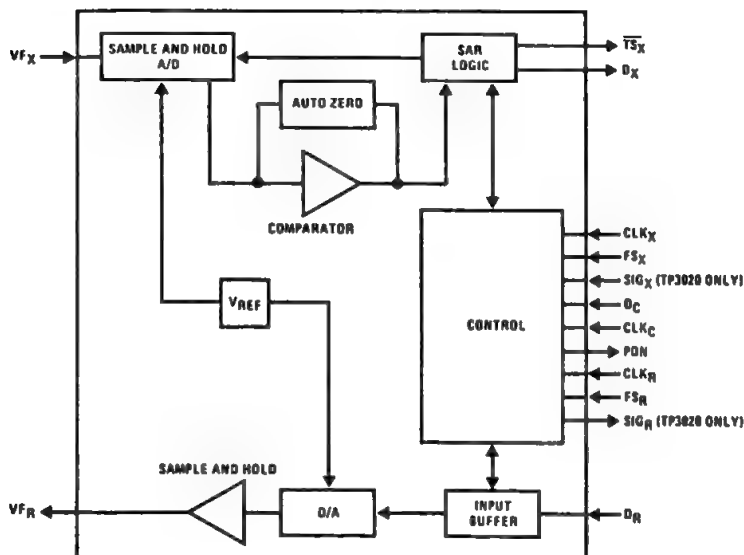 VFX
SAMPLE AND HOLD
A/D
SAR
LOGIC
TSX
DX
AUTO ZERO
COMPARATOR
CLKX
FSX
SIGX (TP3020 ONLY)
DC
CLKC
PDN
CLKR
FSR
SIGR (TP3020 ONLY)
CONTROL
VREF
SAMPLE AND HOLD
VFR
D/A
INPUT
BUFFER
DR